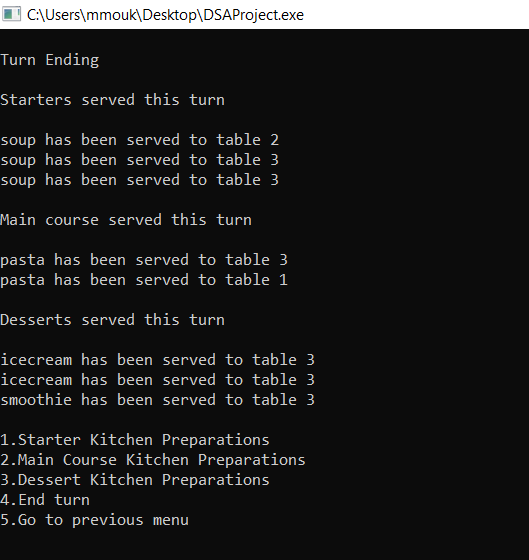 C:\Users\mmouk\Desktop\DSAProject.exe
Turn Ending
Starters served this turn
soup has been served to table 2
soup has been served to table 3
soup has been served to table 3
Main course served this turn
pasta has been served to table 3
pasta has been served to table 1
Desserts served this turn
icecream has been served to table 3
icecream has been served to table 3
smoothie has been served to table 3
1.Starter Kitchen Preparations
2.Main Course Kitchen Preparations
3.Dessert Kitchen Preparations
4.End turn
5.Go to previous menu